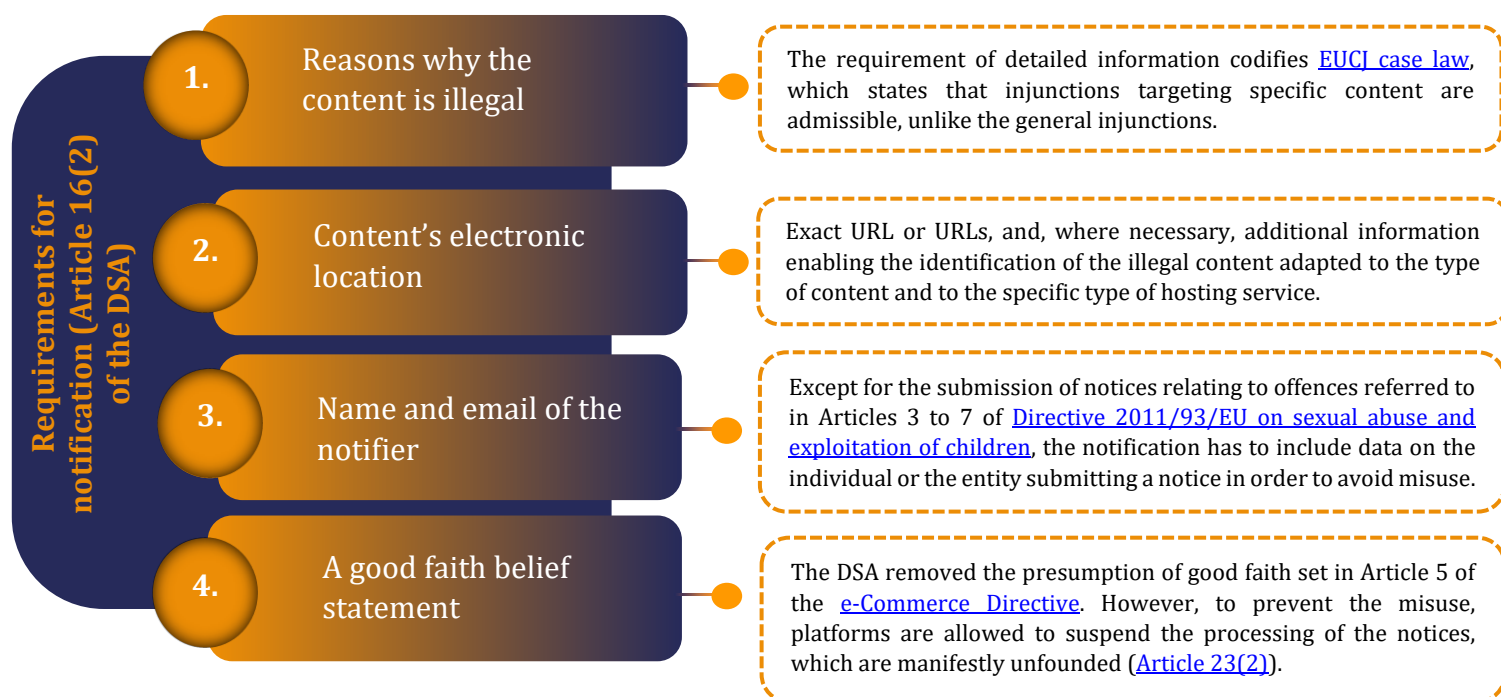 Requirements for
notification (Article 16(2)
of the DSA)
1.
Reasons why the
content is illegal
The requirement of detailed information codifies EUCJ case law,
which states that injunctions targeting specific content are
admissible, unlike the general injunctions.
2.
Content’s electronic
location
Exact URL or URLs, and, where necessary, additional information
enabling the identification of the illegal content adapted to the type
of content and to the specific type of hosting service.
3.
Name and email of the
notifier
Except for the submission of notices relating to offences referred to
in Articles 3 to 7 of Directive 2011/93/EU on sexual abuse and
exploitation of children, the notification has to include data on the
individual or the entity submitting a notice in order to avoid misuse.
4.
A good faith belief
statement
The DSA removed the presumption of good faith set in Article 5 of
the e-Commerce Directive. However, to prevent the misuse,
platforms are allowed to suspend the processing of the notices,
which are manifestly unfounded (Article 23(2)).